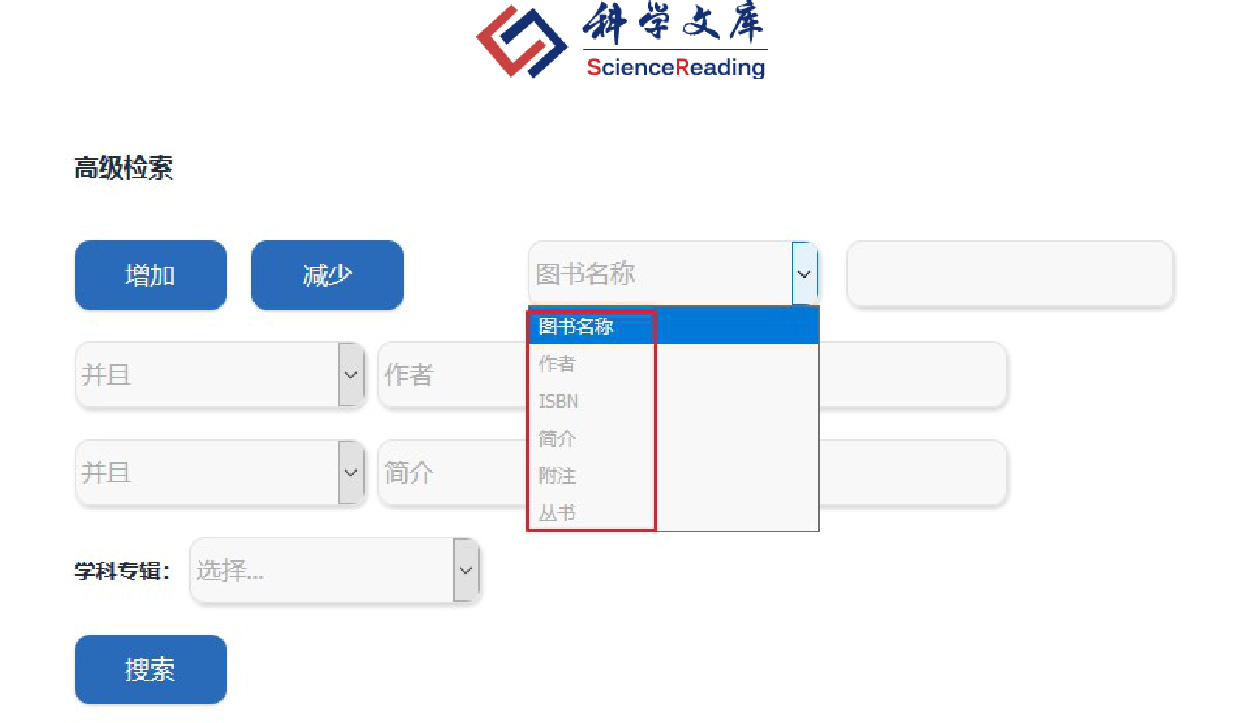 科学文库
ScienceReading
高级检索
增加 减少 图书名称
图书名称
并且 作者 作者
ISBN
简介
并且 简介 附注
丛书
学科专辑： 选择...
搜索